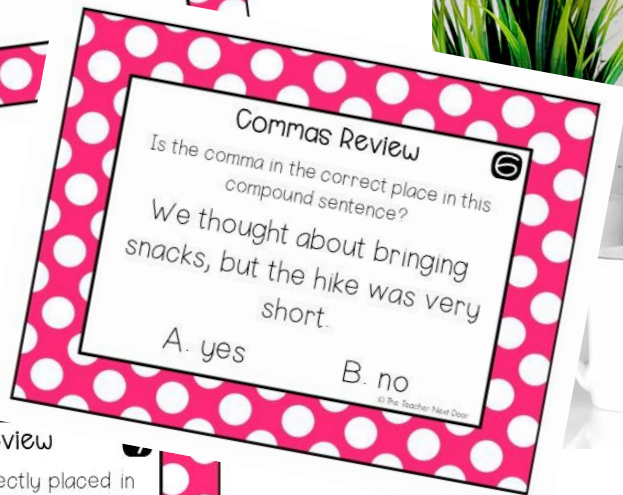 Commas Review
6
Is the comma in the correct place in this
compound sentence?
We thought about bringing
snacks, but the hike was very
short.
A. yes
B. no
© The Teacher Next Door
view
ectly placed in